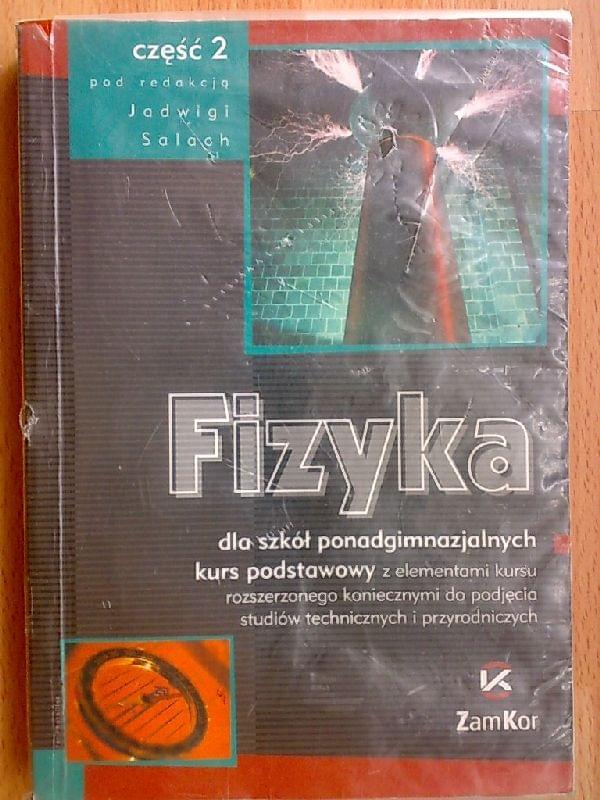 część 2
pod redakcją
Jadwigi
Salach
Fizyka
dla szkół ponadgimnazjalnych
kurs podstawowy z elementami kursu
rozszerzonego koniecznymi do podjęcia
studiów technicznych i przyrodniczych
ZamKor